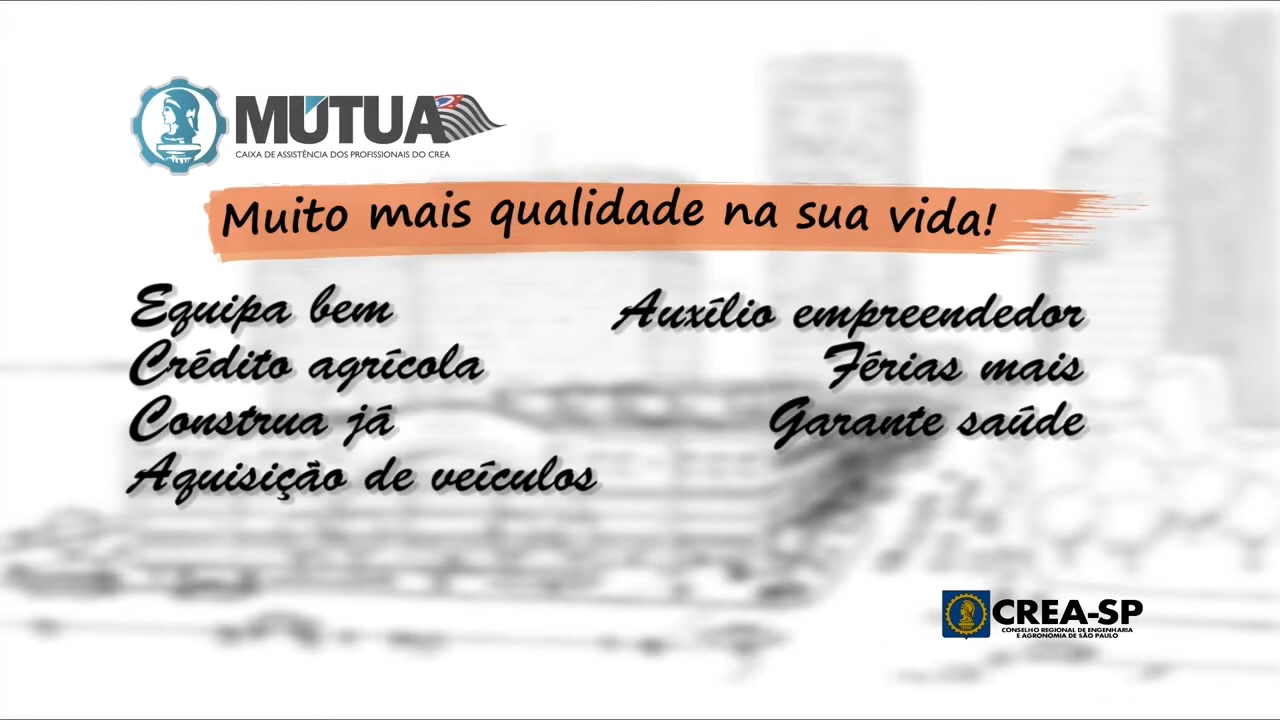 MÚTUA
CAIXA DE ASSISTÊNCIA DOS PROFISSIONAIS DO CREA
Muito mais qualidade na sua vida!
Equipa bem
Crédito agrícola
Construa já
Aquisição de veículos
Auxílio empreendedor
Férias mais
Garante saúde
CREA-SP
CONSELHO REGIONAL DE ENGENHARIA
E AGRONOMIA DE SÃO PAULO